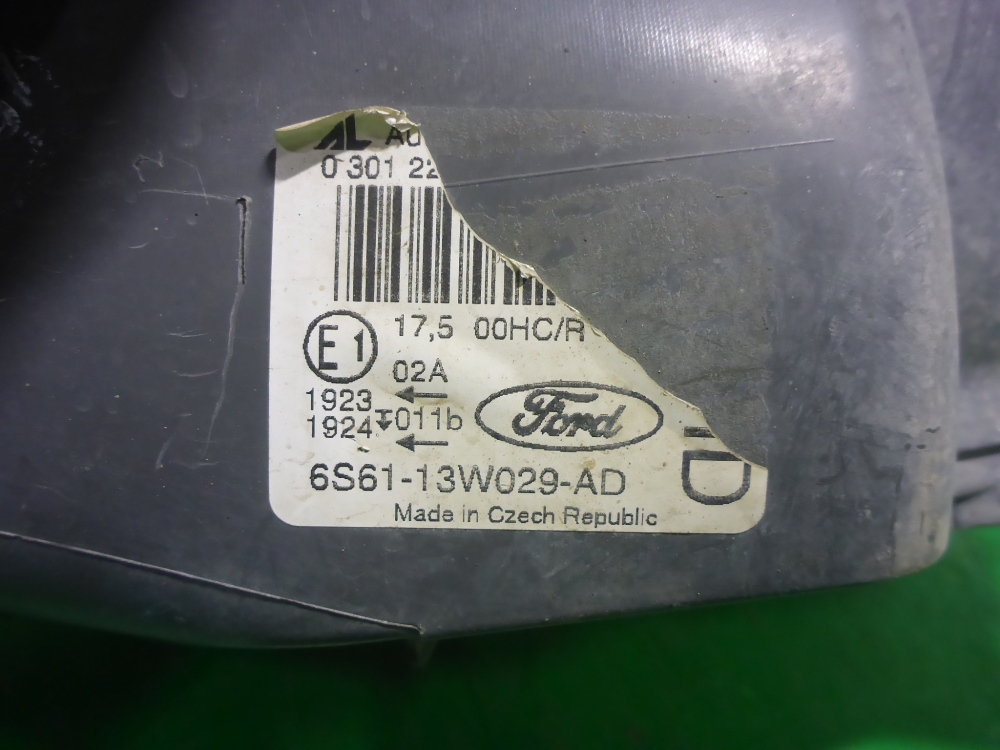 AL
0 301 22
E1
17,5 00HC/R
02A
1923 ←
1924 011b
←
Ford
6S61-13W029-AD
D
Made in Czech Republic